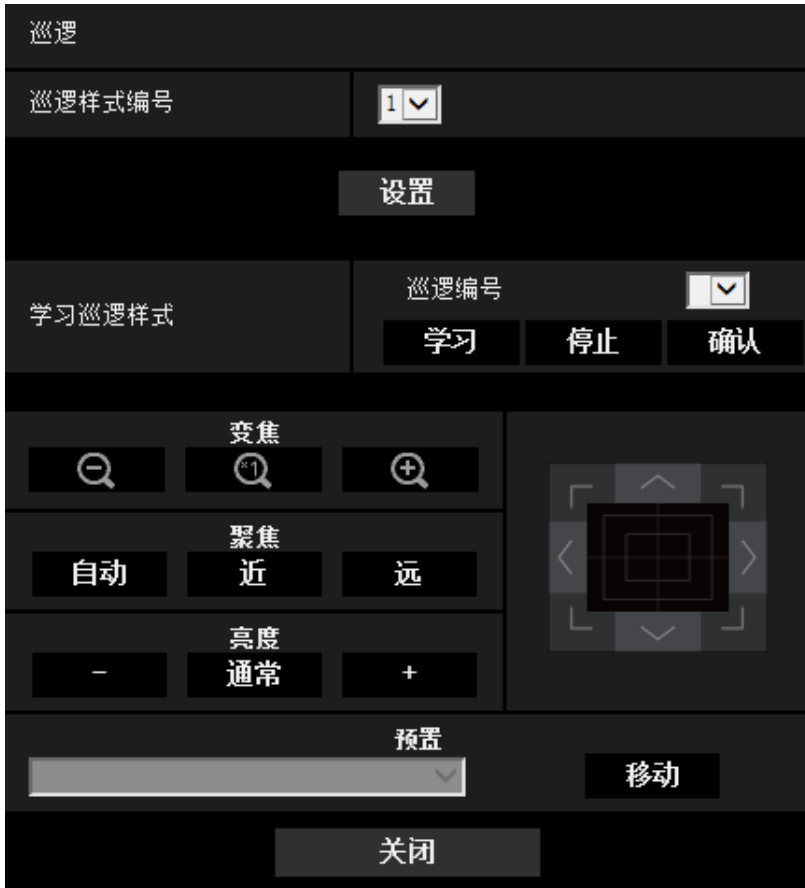 巡逻
巡逻样式编号 1
设置
学习巡逻样式
巡逻编号
学习 停止 确认
变焦
×1
聚焦
自动 近 远
亮度
- 通常 +
预置
移动
关闭